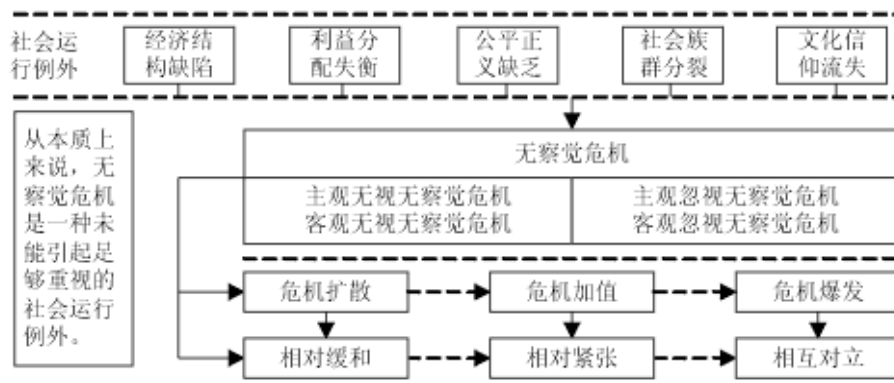 社会运
行例外
经济结
构缺陷
利益分
配失衡
公平正
义缺乏
社会族
群分裂
文化信
仰流失
从本质上
来说，无
察觉危机
是一种未
能引起足
够重视的
社会运行
例外。
无察觉危机
主观无视无察觉危机
客观无视无察觉危机
主观忽视无察觉危机
客观忽视无察觉危机
危机扩散
危机加值
危机爆发
相对缓和
相对紧张
相互对立